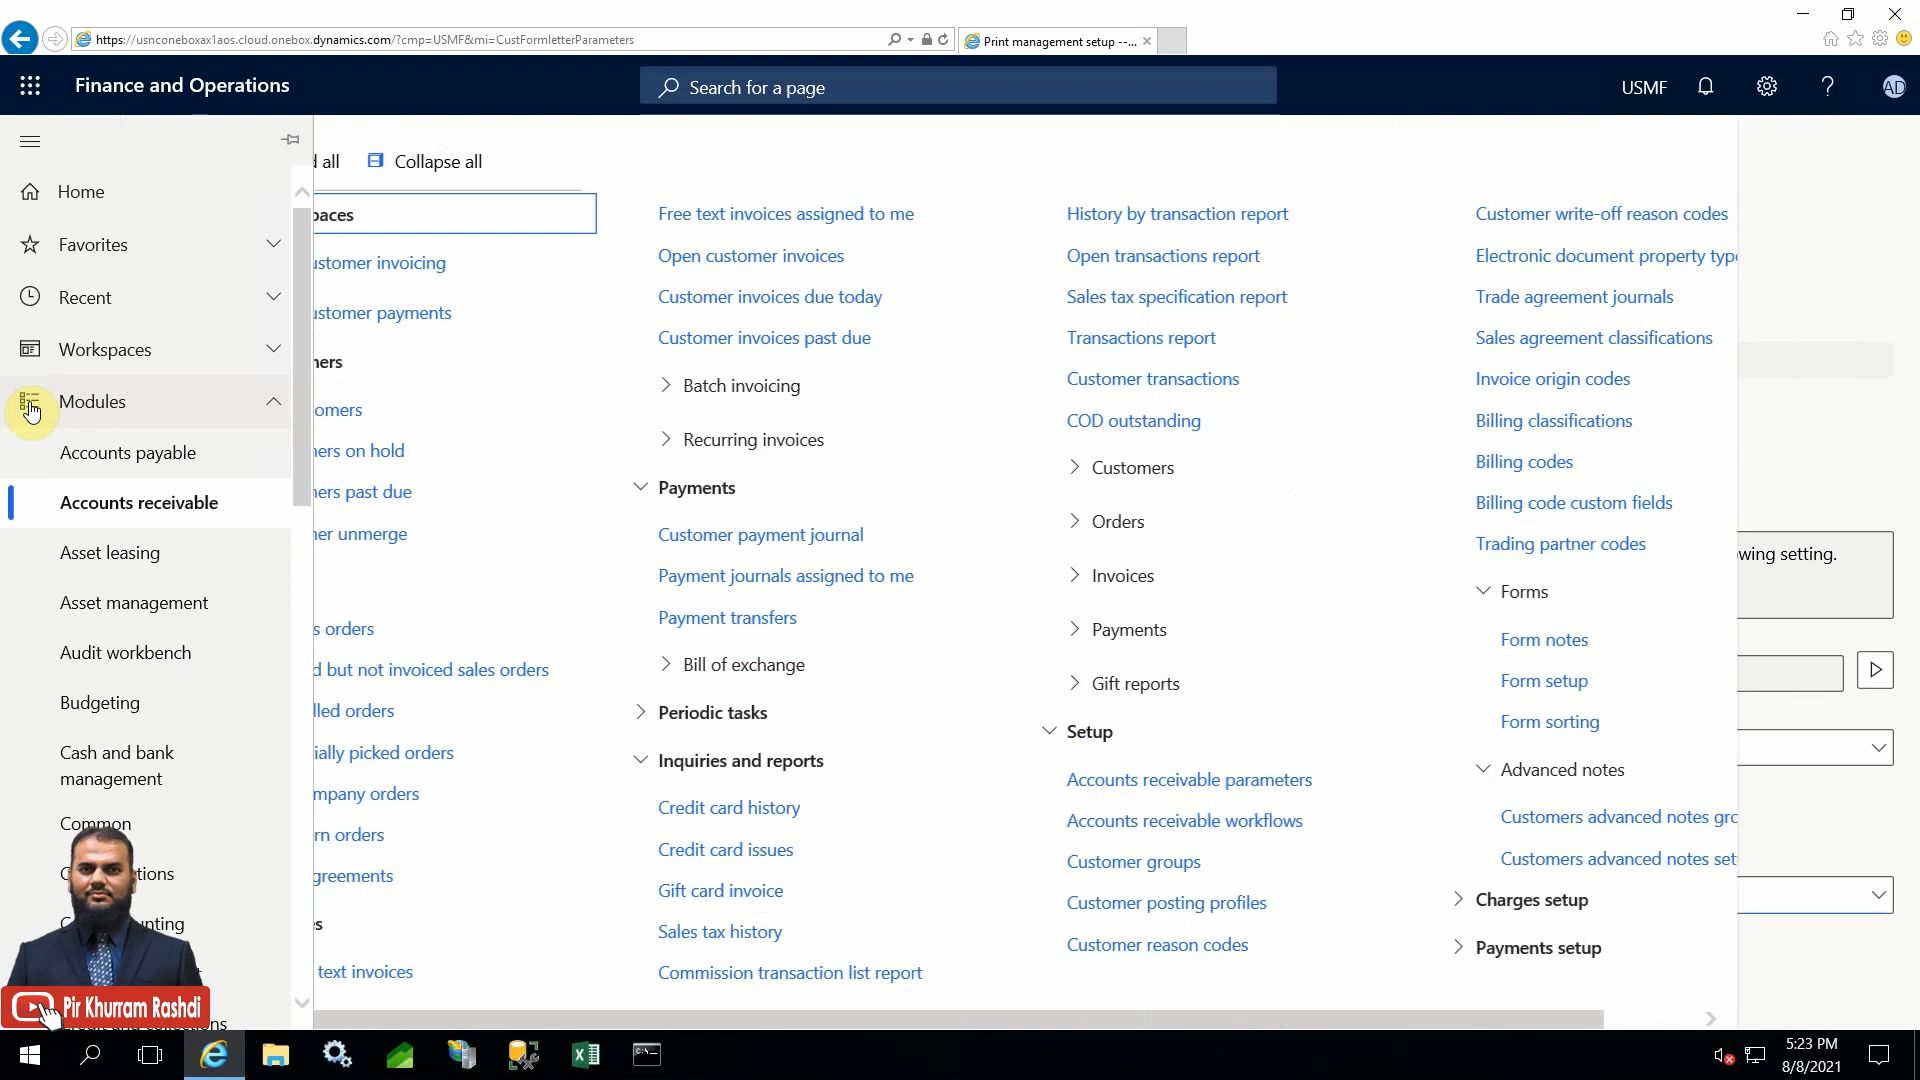 https://usnconeboxax1aos.cloud.onebox.dynamics.com/?cmp=USMF&mi=CustFormletterParameters
Print management setup --...
Finance and Operations
Search for a page
USMF
AD
Home
Favorites
Recent
Workspaces
Modules
Accounts payable
Accounts receivable
Asset leasing
Asset management
Audit workbench
Budgeting
Cash and bank
management
Common
d all
Collapse all
paces
ustomer invoicing
ustomer payments
ners
omers
ners on hold
ners past due
ner unmerge
s orders
d but not invoiced sales orders
lled orders
ially picked orders
mpany orders
rn orders
greements
es
text invoices
Free text invoices assigned to me
Open customer invoices
Customer invoices due today
Customer invoices past due
Batch invoicing
Recurring invoices
Payments
Customer payment journal
Payment journals assigned to me
Payment transfers
Bill of exchange
Periodic tasks
Inquiries and reports
Credit card history
Credit card issues
Gift card invoice
Sales tax history
Commission transaction list report
History by transaction report
Open transactions report
Sales tax specification report
Transactions report
Customer transactions
COD outstanding
Customers
Orders
Invoices
Payments
Gift reports
Setup
Accounts receivable parameters
Accounts receivable workflows
Customer groups
Customer posting profiles
Customer reason codes
Customer write-off reason codes
Electronic document property type
Trade agreement journals
Sales agreement classifications
Invoice origin codes
Billing classifications
Billing codes
Billing code custom fields
Trading partner codes
Forms
Form notes
Form setup
Form sorting
Advanced notes
Customers advanced notes gro
Customers advanced notes set
Charges setup
Payments setup
owing setting.
Pir Khurram Rashdi
5:23 PM
8/8/2021